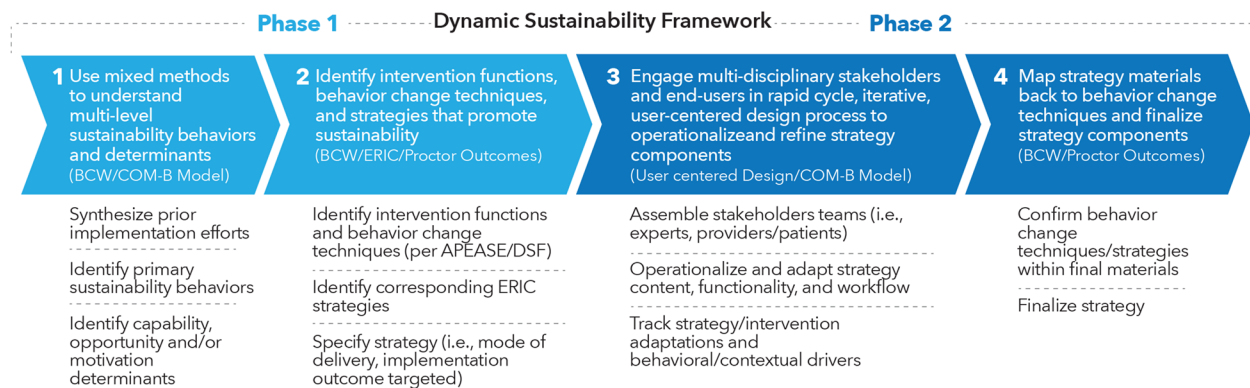 Phase 1
Dynamic Sustainability Framework
Phase 2
1 Use mixed methods
to understand
multi-level
sustainability behaviors
and determinants
(BCW/COM-B Model)
2 Identify intervention functions,
behavior change techniques,
and strategies that promote
sustainability
(BCW/ERIC/Proctor Outcomes)
3 Engage multi-disciplinary stakeholders
and end-users in rapid cycle, iterative,
user-centered design process to
operationalizeand refine strategy
components
(User centered Design/COM-B Model)
4 Map strategy materials
back to behavior change
techniques and finalize
strategy components
(BCW/Proctor Outcomes)
Synthesize prior
implementation efforts
Identify primary
sustainability behaviors
Identify capability,
opportunity and/or
motivation
determinants
Identify intervention functions
and behavior change
techniques (per APEASE/DSF)
Identify corresponding ERIC
strategies
Specify strategy (i.e., mode of
delivery, implementation
outcome targeted)
Assemble stakeholders teams (i.e.,
experts, providers/patients)
Operationalize and adapt strategy
content, functionality, and workflow
Track strategy/intervention
adaptations and
behavioral/contextual drivers
Confirm behavior
change
techniques/strategies
within final materials
Finalize strategy